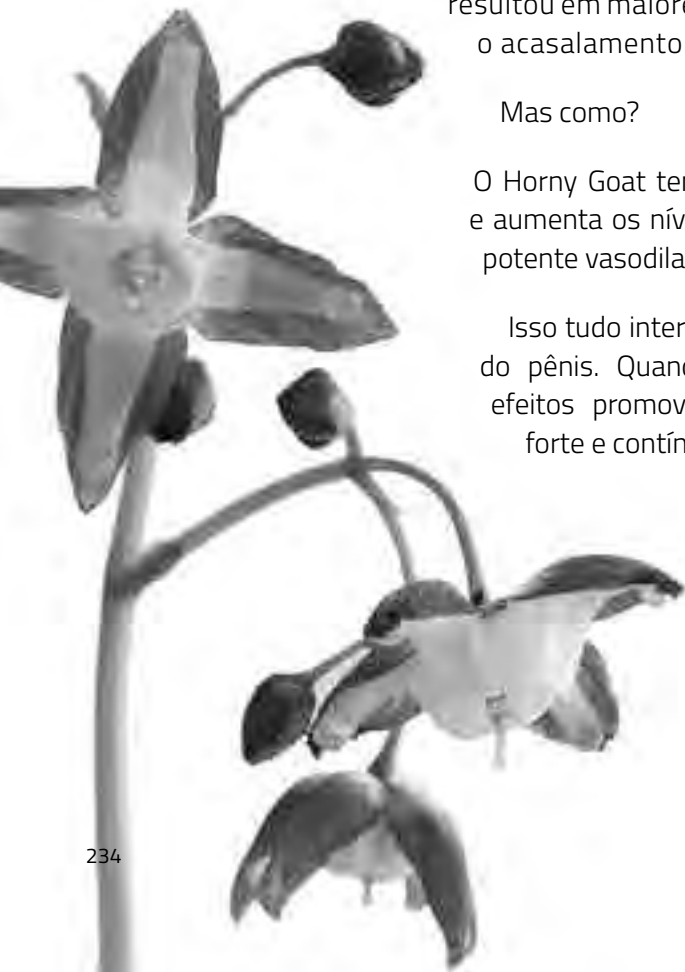 resultou em maiore
o acasalamento
Mas como?
O Horny Goat ter
e aumenta os nív
potente vasodila
Isso tudo inter
do pênis. Quand
efeitos promov
forte e contín
234